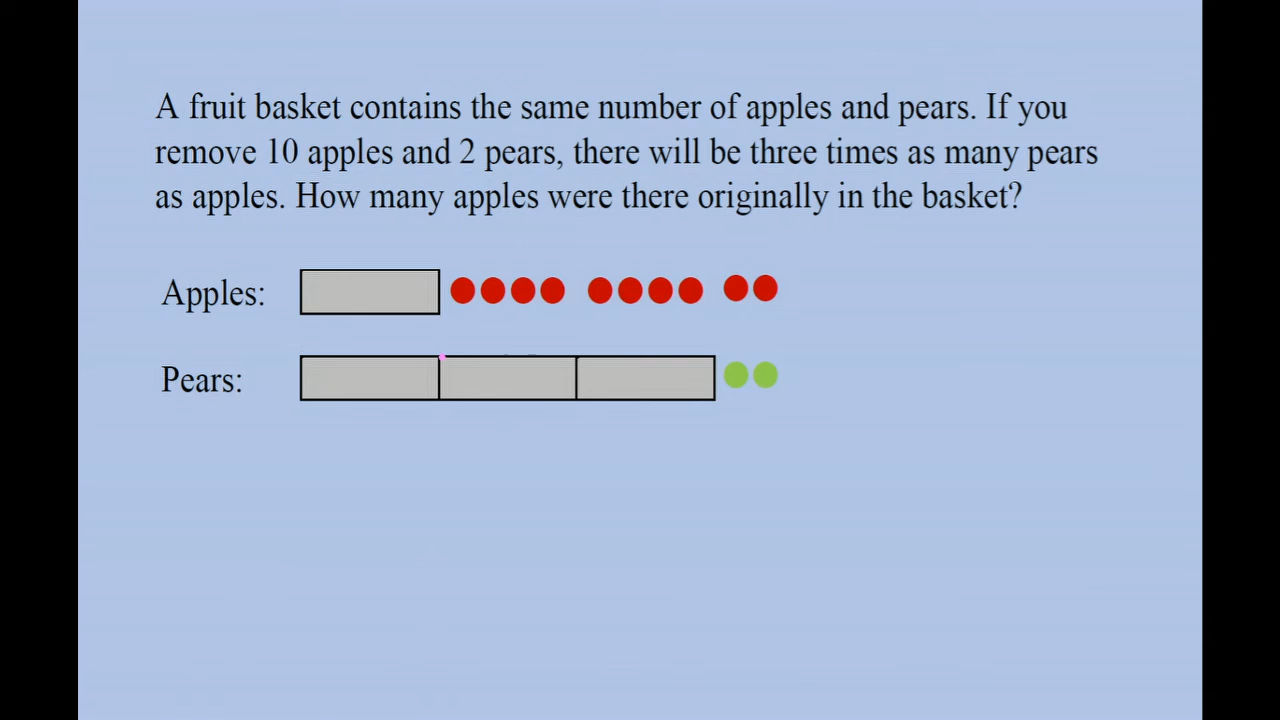 A fruit basket contains the same number of apples and pears. If you
remove 10 apples and 2 pears, there will be three times as many pears
as apples. How many apples were there originally in the basket?
Apples:
Pears: